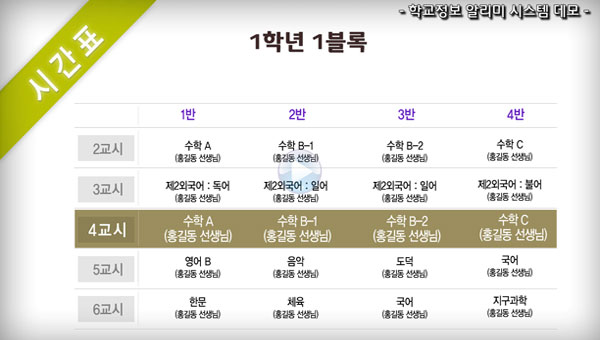 - 학교정보 알리미 시스템 데모 -
시간표
1학년 1블록
1반 2반 3반 4반
2교시 수학 A 수학 B-1 수학 B-2 수학 C
(홍길동 선생님) (홍길동 선생님) (홍길동 선생님) (홍길동 선생님)
3교시 제2외국어 : 독어 제2외국어 : 일어 제2외국어 : 일어 제2외국어 : 불어
(홍길동 선생님) (홍길동 선생님) (홍길동 선생님) (홍길동 선생님)
4교시 수학 A 수학 B-1 수학 B-2 수학 C
(홍길동 선생님) (홍길동 선생님) (홍길동 선생님) (홍길동 선생님)
5교시 영어 B 음악 도덕 국어
(홍길동 선생님) (홍길동 선생님) (홍길동 선생님) (홍길동 선생님)
6교시 한문 체육 국어 지구과학
(홍길동 선생님) (홍길동 선생님) (홍길동 선생님) (홍길동 선생님)